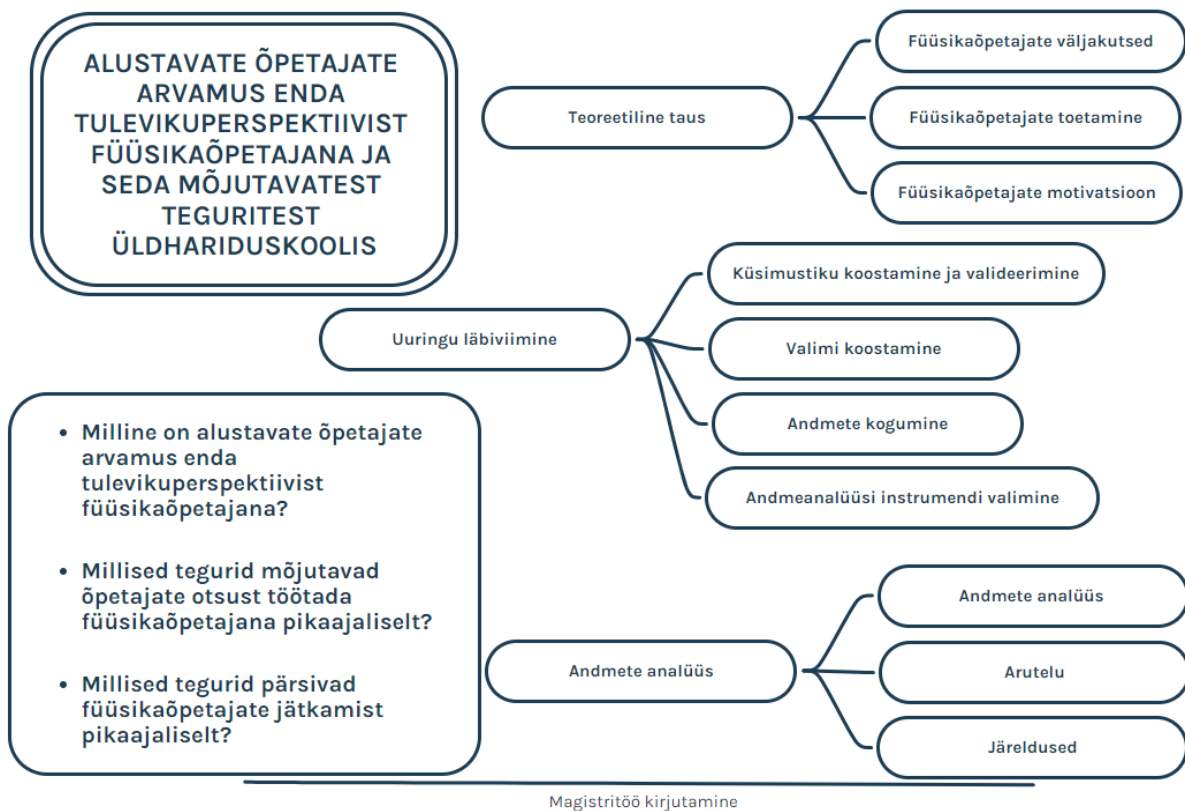 ALUSTAVATE ÕPETAJATE
ARVAMUS ENDA
TULEVIKUPERSPEKTIIVIST
FÜÜSIKAÕPETAJANA JA
SEDA MÕJUTAVATEST
TEGURITEST
ÜLDHARIDUSKOOLIS
Teoreetiline taus
Füüsikaõpetajate väljakutsed
Füüsikaõpetajate toetamine
Füüsikaõpetajate motivatsioon
Uuringu läbiviimine
Küsimustiku koostamine ja valideerimine
Valimi koostamine
Andmete kogumine
Andmeanalüüsi instrumendi valimine
• Milline on alustavate õpetajate
arvamus enda
tulevikuperspektiivist
füüsikaõpetajana?
• Millised tegurid mõjutavad
õpetajate otsust töötada
füüsikaõpetajana pikaajaliselt?
• Millised tegurid pärsivad
füüsikaõpetajate jätkamist
pikaajaliselt?
Andmete analüüs
Andmete analüüs
Arutelu
Järeldused
Magistritöö kirjutamine